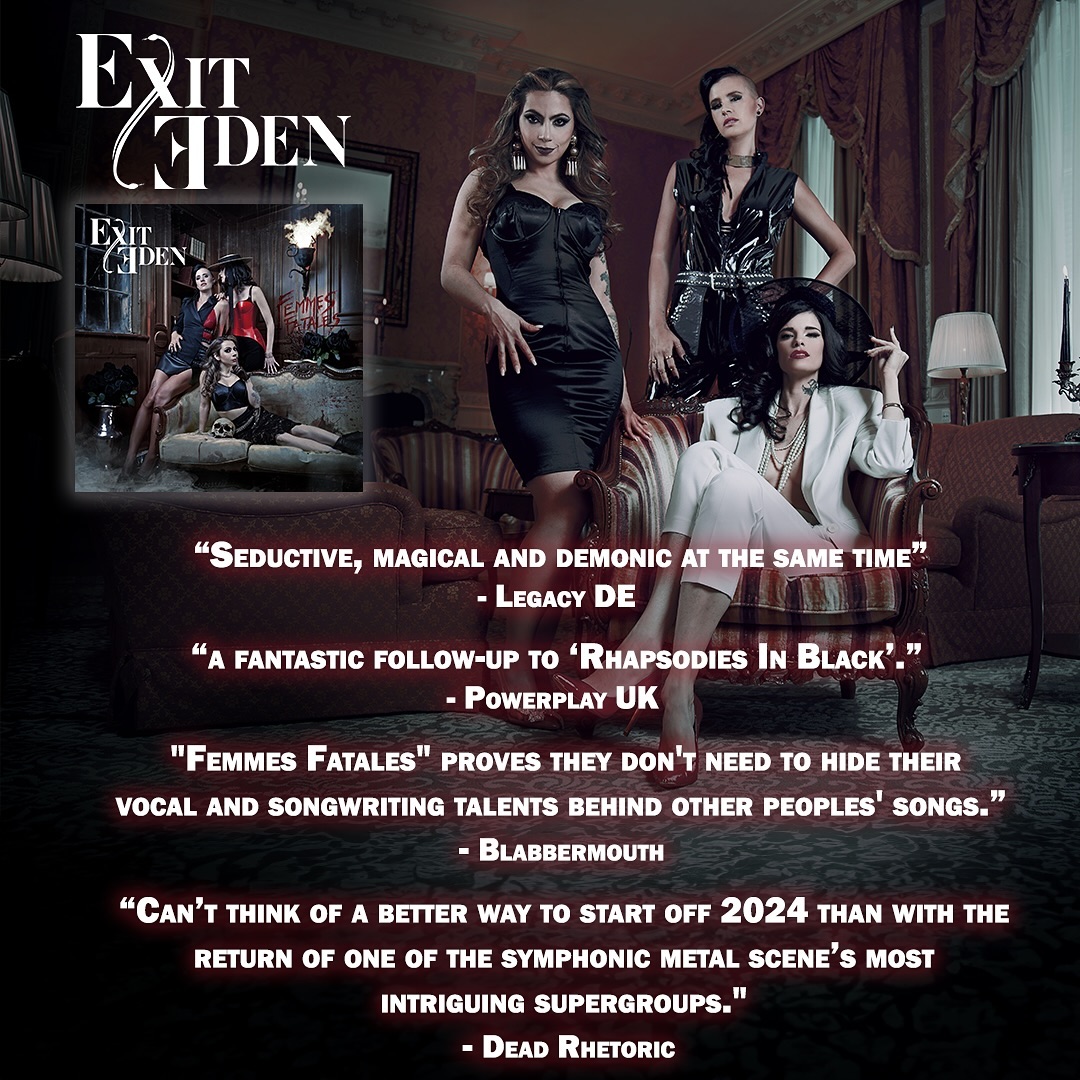 EXIT
EDEN
EXIT
EDEN
FEMMES
FATALES
“Seductive, magical and demonic at the same time”
- Legacy DE
“a fantastic follow-up to ‘Rhapsodies In Black’.”
- Powerplay UK
"Femmes Fatales" proves they don't need to hide their
vocal and songwriting talents behind other peoples' songs.”
- Blabbermouth
“Can’t think of a better way to start off 2024 than with the
return of one of the symphonic metal scene’s most
intriguing supergroups."
- Dead Rhetoric